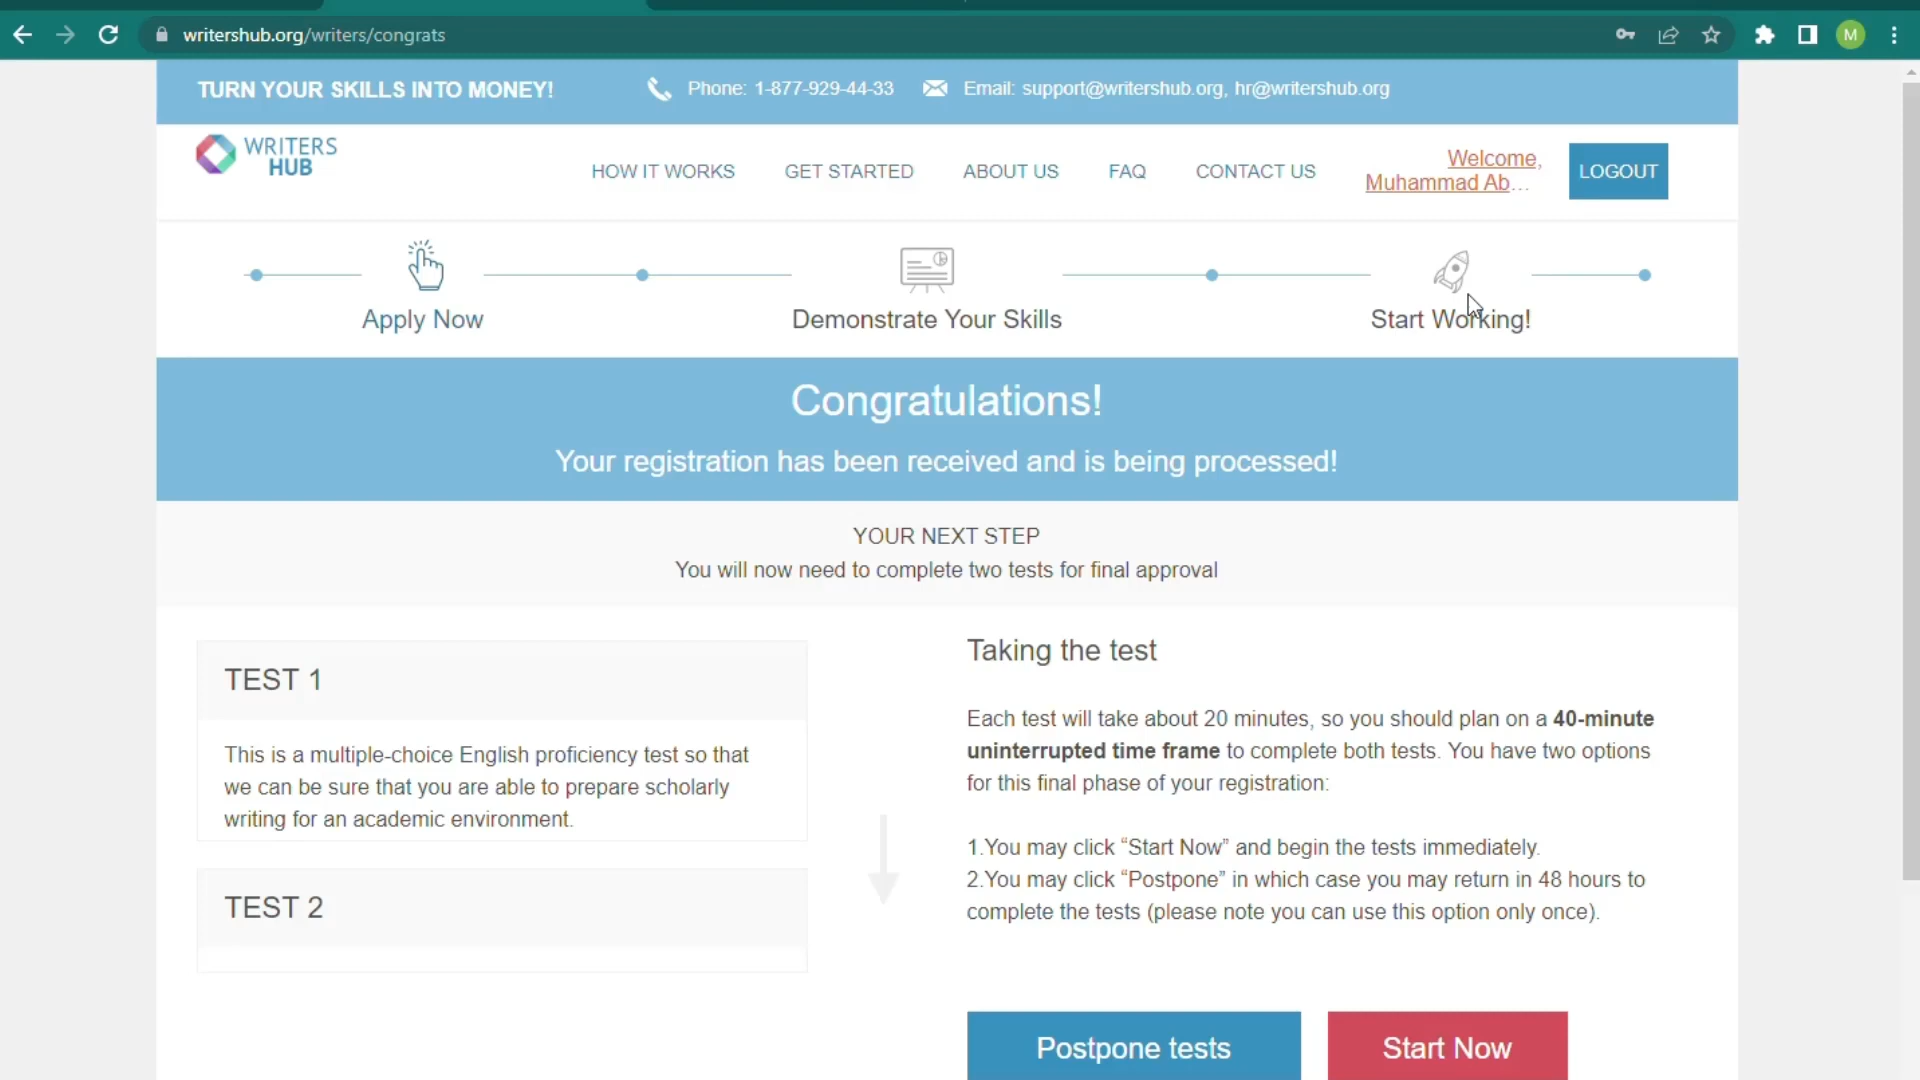 writershub.org/writers/congrats
M
TURN YOUR SKILLS INTO MONEY!
Phone: 1-877-929-44-33
Email: support@writershub.org, hr@writershub.org
WRITERS
HUB
HOW IT WORKS
GET STARTED
ABOUT US
FAQ
CONTACT US
Welcome,
Muhammad Ab...
LOGOUT
Apply Now
Demonstrate Your Skills
Start Working!
Congratulations!
Your registration has been received and is being processed!
YOUR NEXT STEP
You will now need to complete two tests for final approval
TEST 1
This is a multiple-choice English proficiency test so that
we can be sure that you are able to prepare scholarly
writing for an academic environment.
TEST 2
Taking the test
Each test will take about 20 minutes, so you should plan on a 40-minute
uninterrupted time frame to complete both tests. You have two options
for this final phase of your registration:
1.You may click “Start Now” and begin the tests immediately.
2.You may click “Postpone” in which case you may return in 48 hours to
complete the tests (please note you can use this option only once).
Postpone tests
Start Now